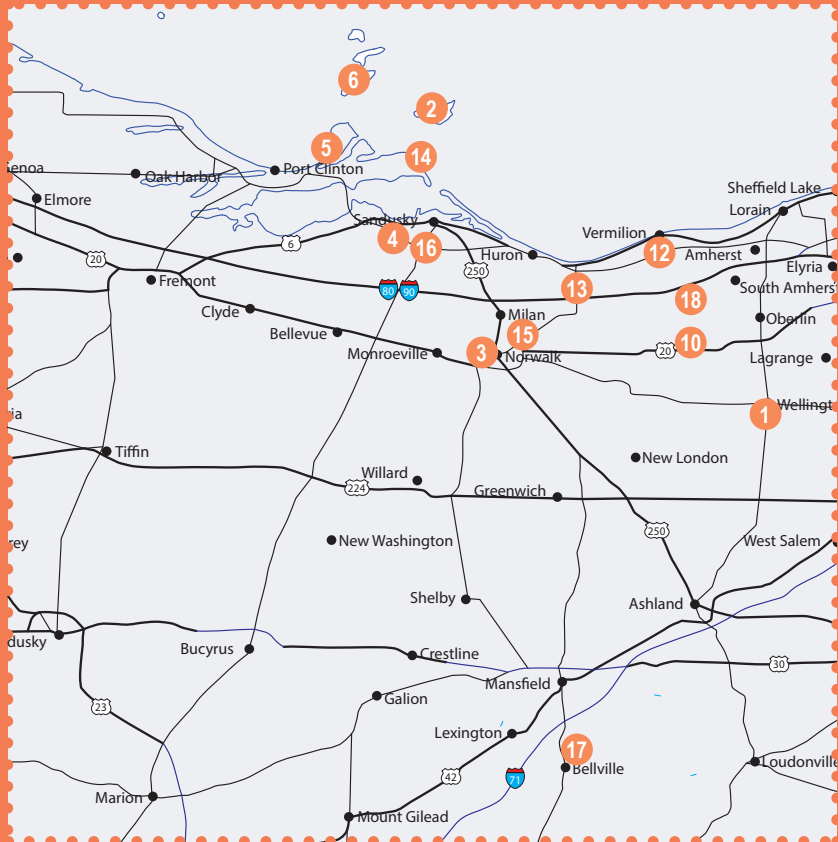 6
2
5
14
Port Clinton
Oak Harbor
enoa
Elmore
Sheffield Lake
Lorain
Sandusky
Vermilion
4
16
6
12
Amherst
Huron
20
250
Elyria
Fremont
80
90
13
South Amherst
18
Clyde
Milan
Oberlin
Bellevue
15
Monroeville
3
Norwalk
20
10
Lagrange
ia
1
Wellingt
Tiffin
New London
Willard
224
Greenwich
250
rey
New Washington
West Salem
Shelby
Ashland
dusky
Bucyrus
Crestline
30
Mansfield
Galion
23
Lexington
17
42
71
Bellville
Loudonville
Marion
Mount Gilead